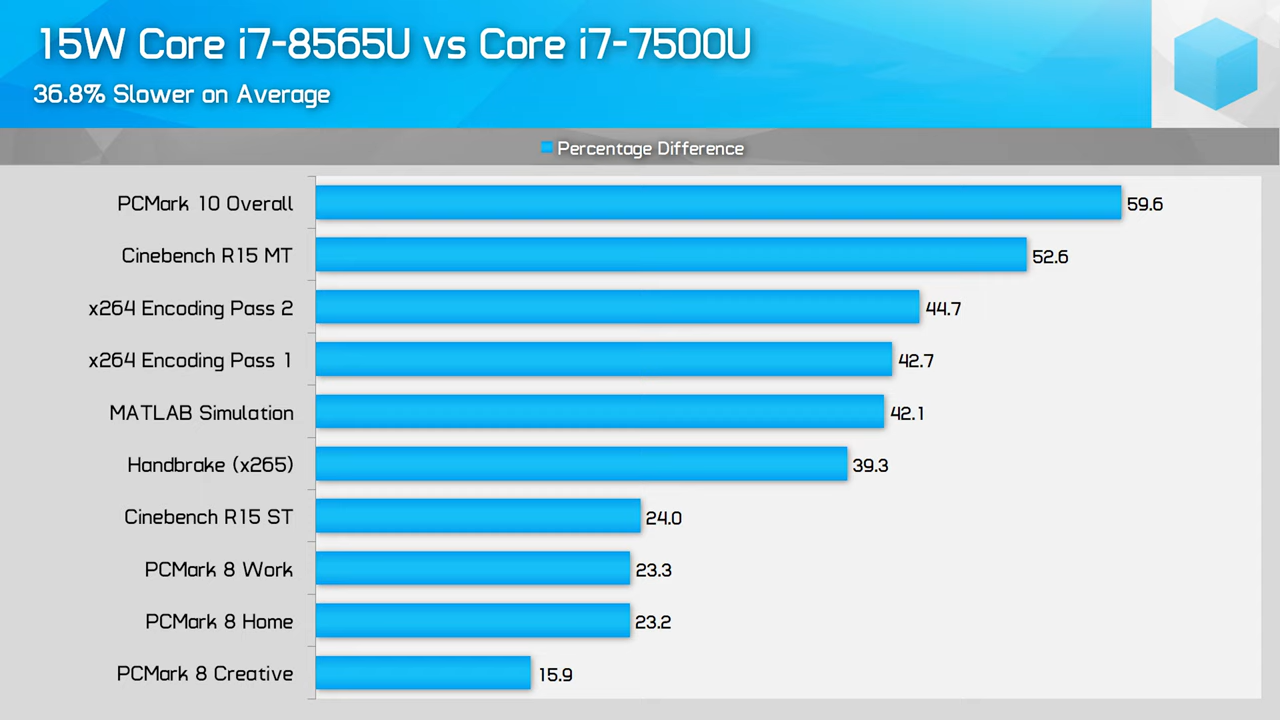 15W Core i7-8565U vs Core i7-7500U
36.8% Slower on Average
Percentage Difference
PCMark 10 Overall 59.6
Cinebench R15 MT 52.6
x264 Encoding Pass 2 44.7
x264 Encoding Pass 1 42.7
MATLAB Simulation 42.1
Handbrake (x265) 39.3
Cinebench R15 ST 24.0
PCMark 8 Work 23.3
PCMark 8 Home 23.2
PCMark 8 Creative 15.9